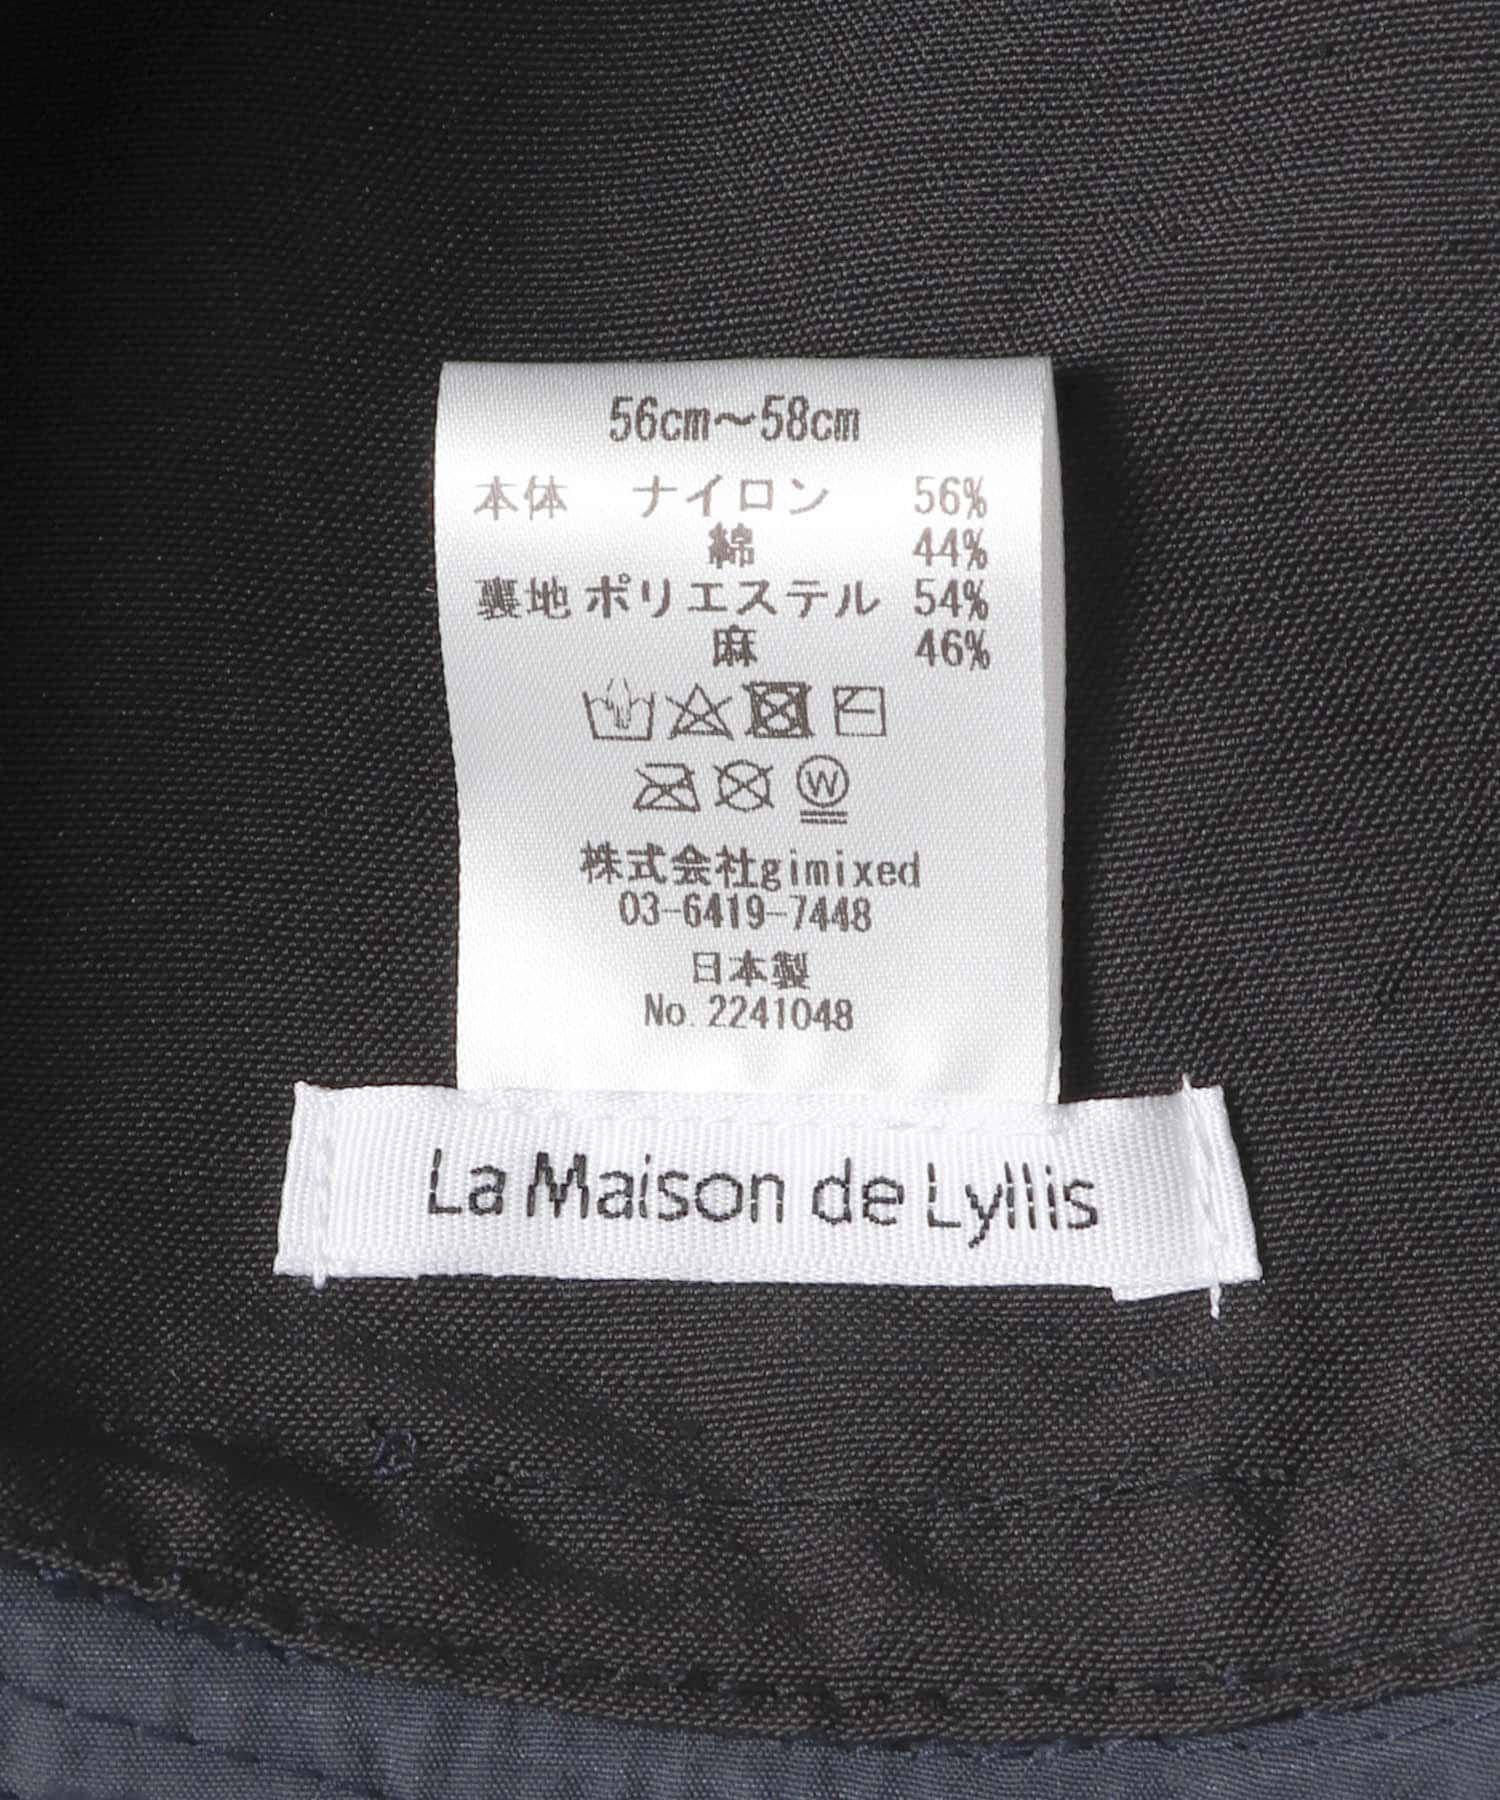 56cm～58cm
本体 ナイロン 56%
綿 44%
裏地 ポリエステル 54%
麻 46%
W
株式会社gimixed
03-6419-7448
日本製
No.2241048
La Maison de Lyllis